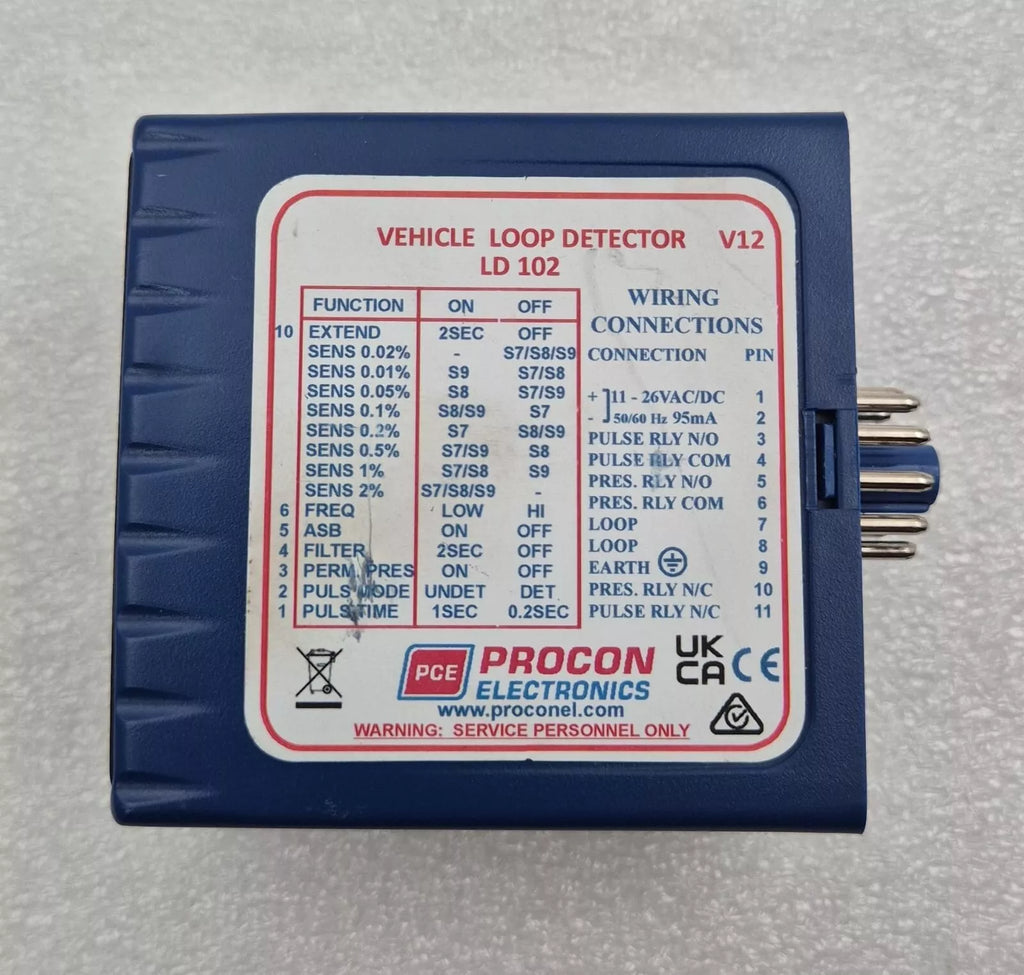 VEHICLE LOOP DETECTOR V12
LD 102
FUNCTION ON OFF
10 EXTEND 2SEC OFF
SENS 0.02% - S7/S8/S9
SENS 0.01% S9 S7/S8
SENS 0.05% S8 S7/S9
SENS 0.1% S8/S9 S7
SENS 0.2% S7 S8/S9
SENS 0.5% S7/S9 S8
SENS 1% S7/S8 S9
SENS 2% S7/S8/S9 -
6 FREQ LOW HI
5 ASB ON OFF
4 FILTER 2SEC OFF
3 PERM. PRES ON OFF
2 PULS MODE UNDET DET
1 PULS TIME 1SEC 0.2SEC
WIRING
CONNECTIONS
CONNECTION PIN
+ 11 - 26VAC/DC 1
- 50/60 Hz 95mA 2
PULSE RLY N/O 3
PULSE RLY COM 4
PRES. RLY N/O 5
PRES. RLY COM 6
LOOP 7
LOOP 8
EARTH 9
PRES. RLY N/C 10
PULSE RLY N/C 11
PCE PROCON
ELECTRONICS
www.proconel.com
UK
CA CE
WARNING: SERVICE PERSONNEL ONLY